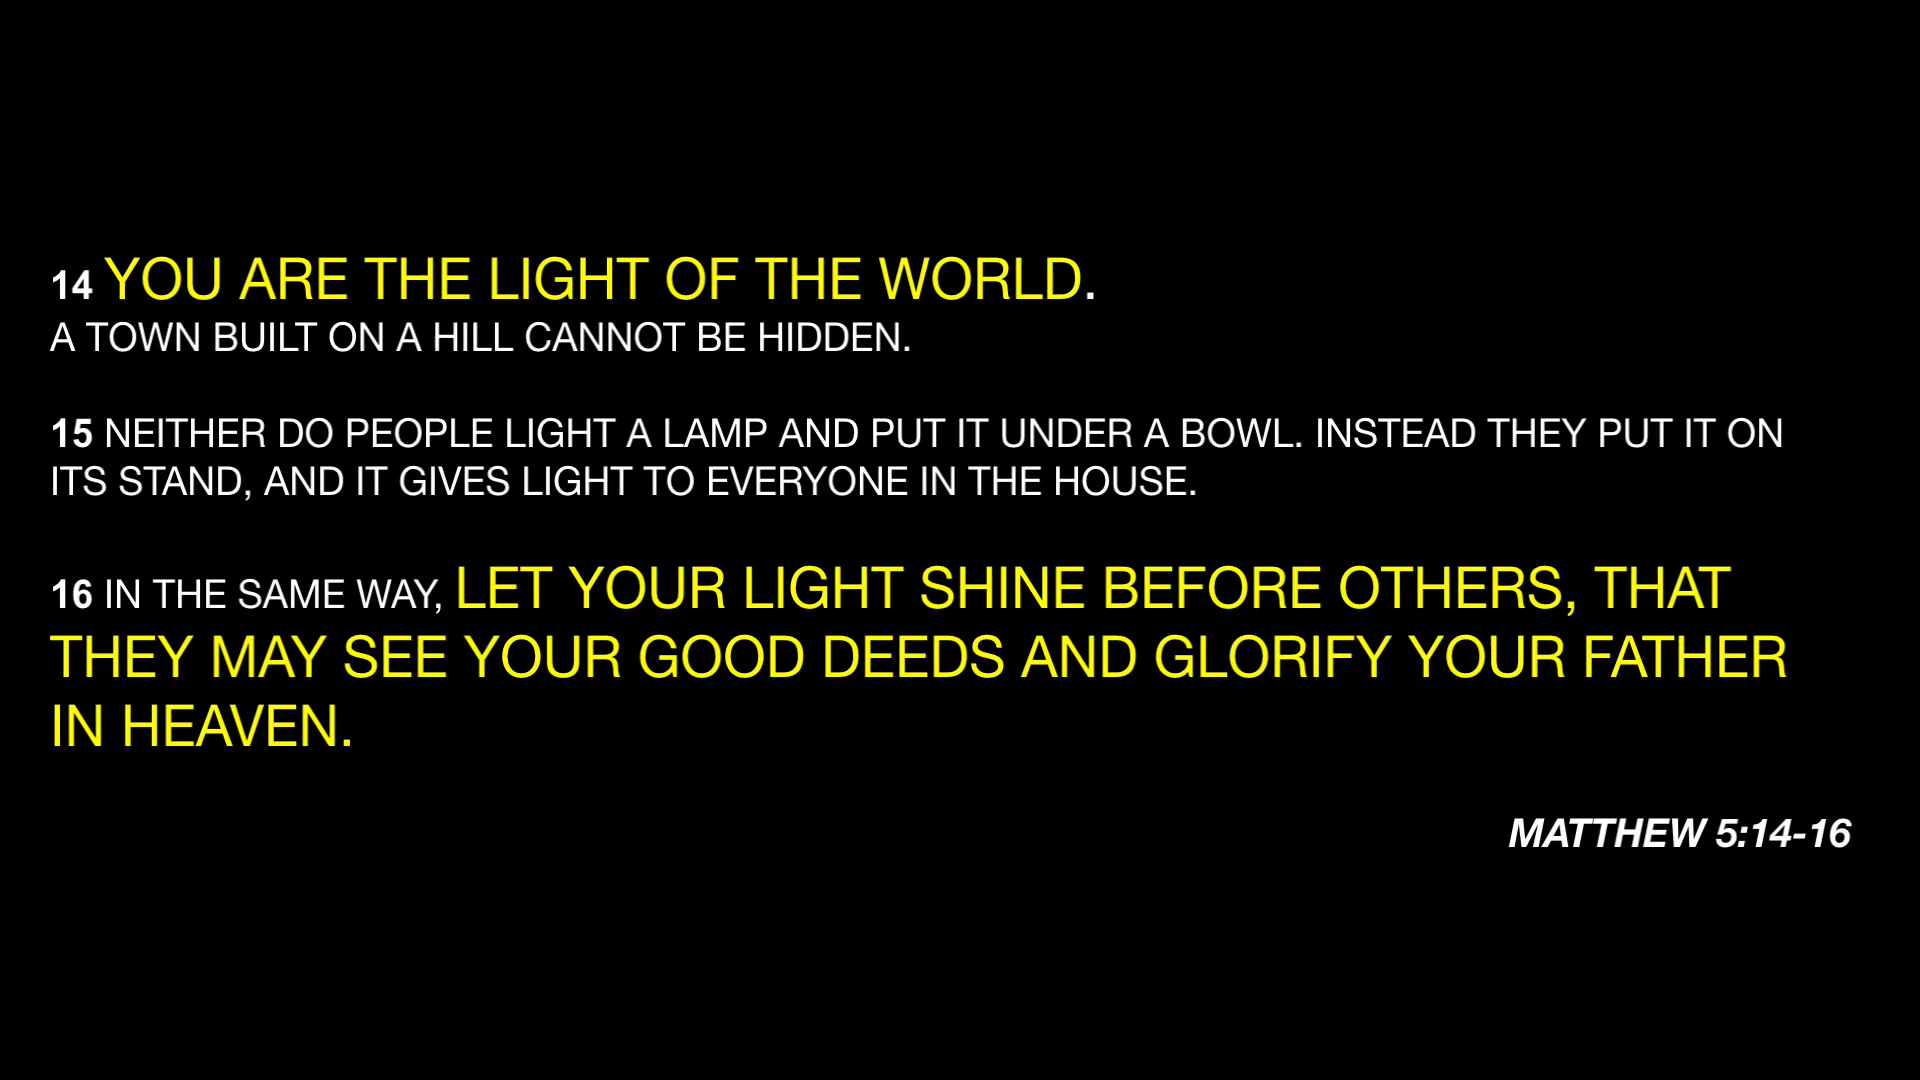 14 YOU ARE THE LIGHT OF THE WORLD.
A TOWN BUILT ON A HILL CANNOT BE HIDDEN.
15 NEITHER DO PEOPLE LIGHT A LAMP AND PUT IT UNDER A BOWL. INSTEAD THEY PUT IT ON
ITS STAND, AND IT GIVES LIGHT TO EVERYONE IN THE HOUSE.
16 IN THE SAME WAY, LET YOUR LIGHT SHINE BEFORE OTHERS, THAT
THEY MAY SEE YOUR GOOD DEEDS AND GLORIFY YOUR FATHER
IN HEAVEN.
MATTHEW 5:14-16